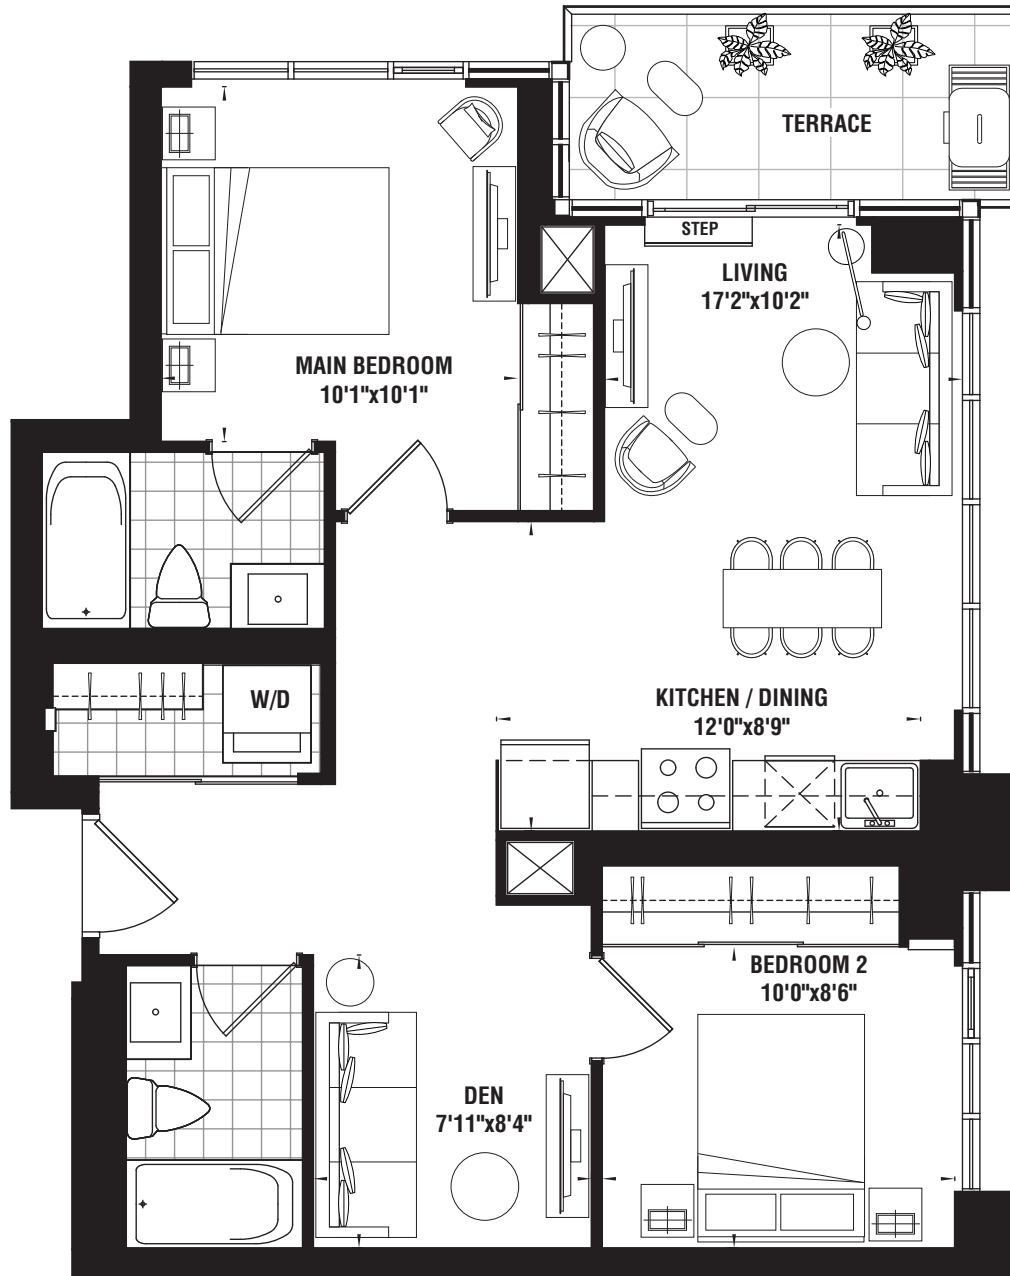 TERRACE
STEP
LIVING
17'2"x10'2"
MAIN BEDROOM
10'1"x10'1"
KITCHEN / DINING
12'0"x8'9"
W/D
BEDROOM 2
10'0"x8'6"
DEN
7'11"x8'4"